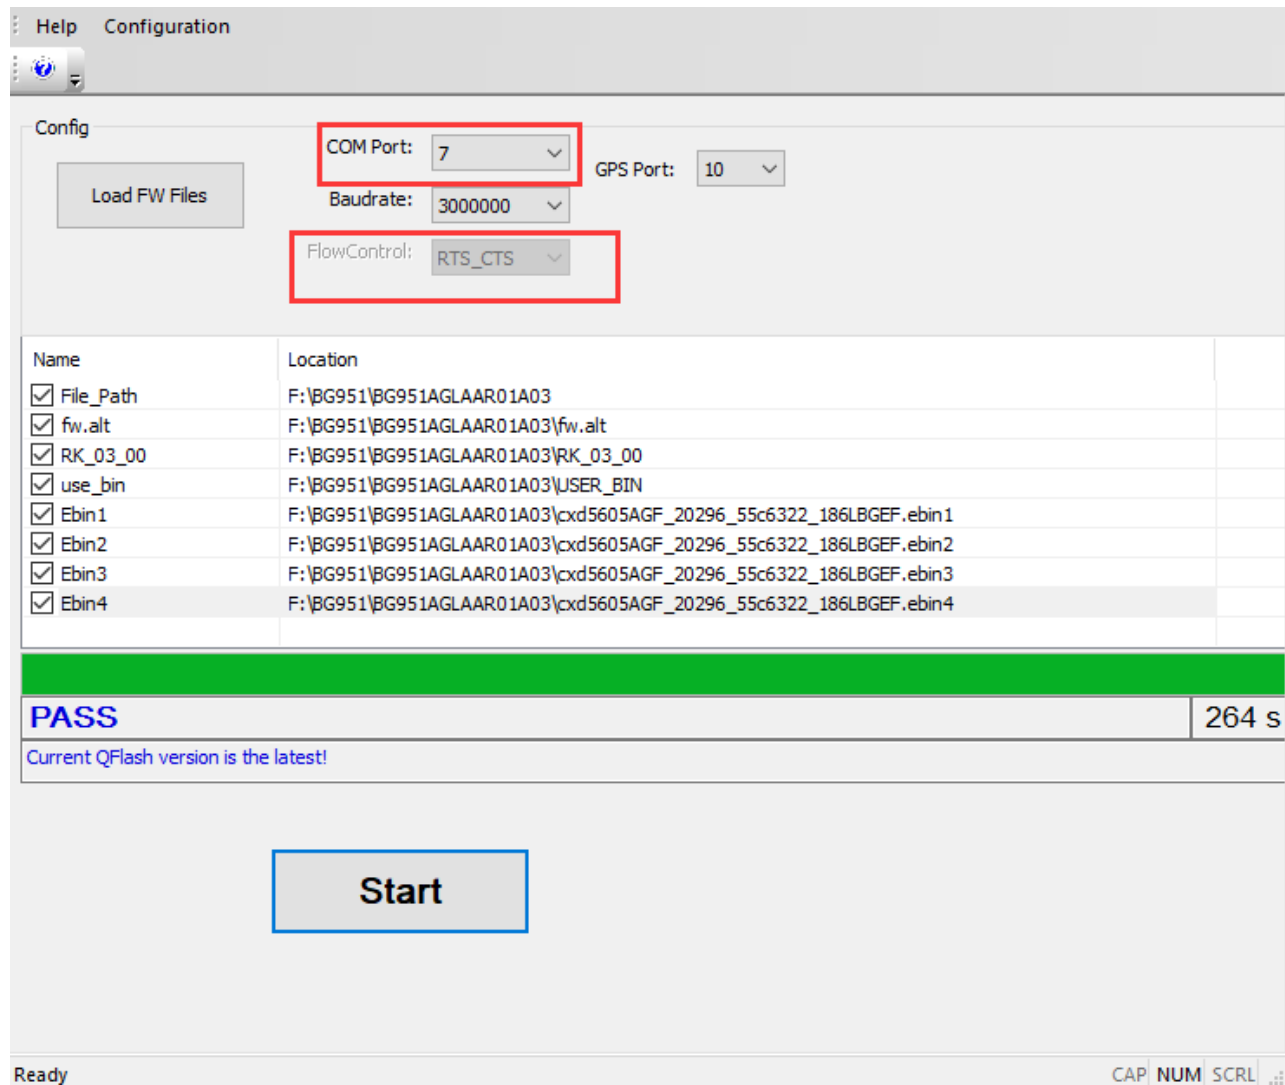 Help Configuration
Config
COM Port: 7
Load FW Files
GPS Port: 10
Baudrate: 3000000
FlowControl: RTS_CTS
Name Location
File_Path F:\BG951\BG951AGLAAR01A03
fw.alt F:\BG951\BG951AGLAAR01A03\fw.alt
RK_03_00 F:\BG951\BG951AGLAAR01A03\RK_03_00
use_bin F:\BG951\BG951AGLAAR01A03\USER_BIN
Ebin1 F:\BG951\BG951AGLAAR01A03\cxd5605AGF_20296_55c6322_186LBGEF.ebin1
Ebin2 F:\BG951\BG951AGLAAR01A03\cxd5605AGF_20296_55c6322_186LBGEF.ebin2
Ebin3 F:\BG951\BG951AGLAAR01A03\cxd5605AGF_20296_55c6322_186LBGEF.ebin3
Ebin4 F:\BG951\BG951AGLAAR01A03\cxd5605AGF_20296_55c6322_186LBGEF.ebin4
PASS 264 s
Current QFlash version is the latest!
Start
Ready CAP NUM SCRL